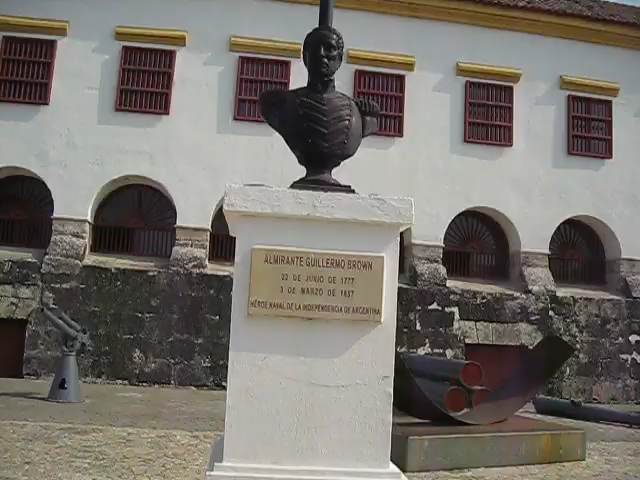 ALMIRANTE GUILLERMO BROWN
22 DE JUNIO DE 1777
3 DE MARZO DE 1857
HÉROE NAVAL DE LA INDEPENDENCIA DE ARGENTINA